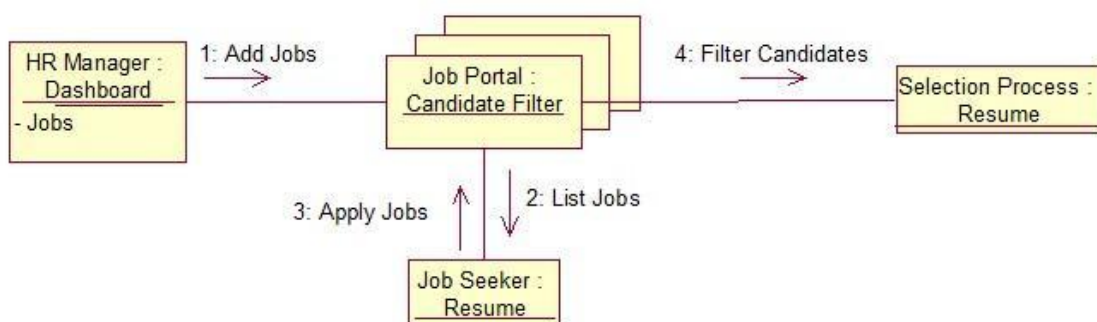 HR Manager :
Dashboard
- Jobs
1: Add Jobs
Job Portal :
Candidate Filter
4: Filter Candidates
Selection Process :
Resume
3: Apply Jobs
2: List Jobs
Job Seeker :
Resume